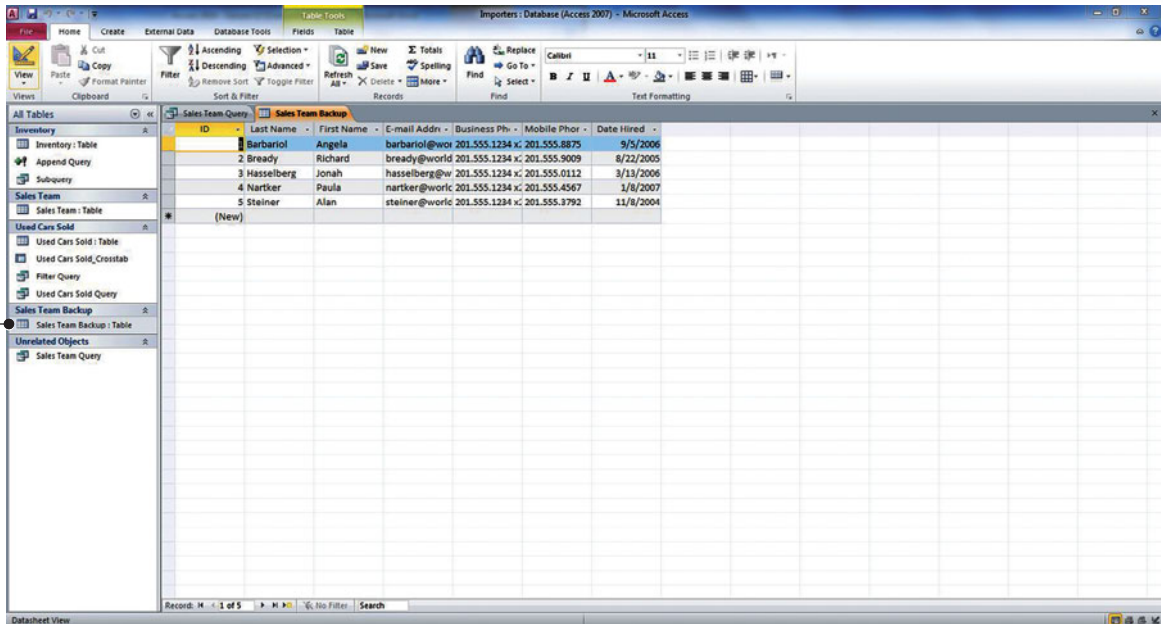 Table Tools
Importers : Database (Access 2007) - Microsoft Access
File Home Create External Data Database Tools Fields Table
View
Views
Paste
Cut
Copy
Format Painter
Clipboard
Filter
Ascending
Descending
Remove Sort
Selection
Advanced
Toggle Filter
Sort & Filter
Refresh All
New
Save
Delete
Totals
Spelling
More
Records
Find
Replace
Go To
Select
Find
Calibri 11
B I U A
Text Formatting
All Tables
Inventory
Inventory : Table
Append Query
Subquery
Sales Team
Sales Team : Table
Used Cars Sold
Used Cars Sold : Table
Used Cars Sold_Crosstab
Filter Query
Used Cars Sold Query
Sales Team Backup
Sales Team Backup : Table
Unrelated Objects
Sales Team Query
Sales Team Query Sales Team Backup
ID Last Name First Name E-mail Addre Business Pho Mobile Phor Date Hired
1 Barbariol Angela barbariol@wor 201.555.1234 x 201.555.8875 9/5/2006
2 Bready Richard bready@world 201.555.1234 x 201.555.9009 8/22/2005
3 Hasselberg Jonah hasselberg@w 201.555.1234 x 201.555.0112 3/13/2006
4 Nartker Paula nartker@worlc 201.555.1234 x 201.555.4567 1/8/2007
5 Steiner Alan steiner@worlc 201.555.1234 x 201.555.3792 11/8/2004
(New)
Record: 1 of 5 No Filter Search
Datasheet View